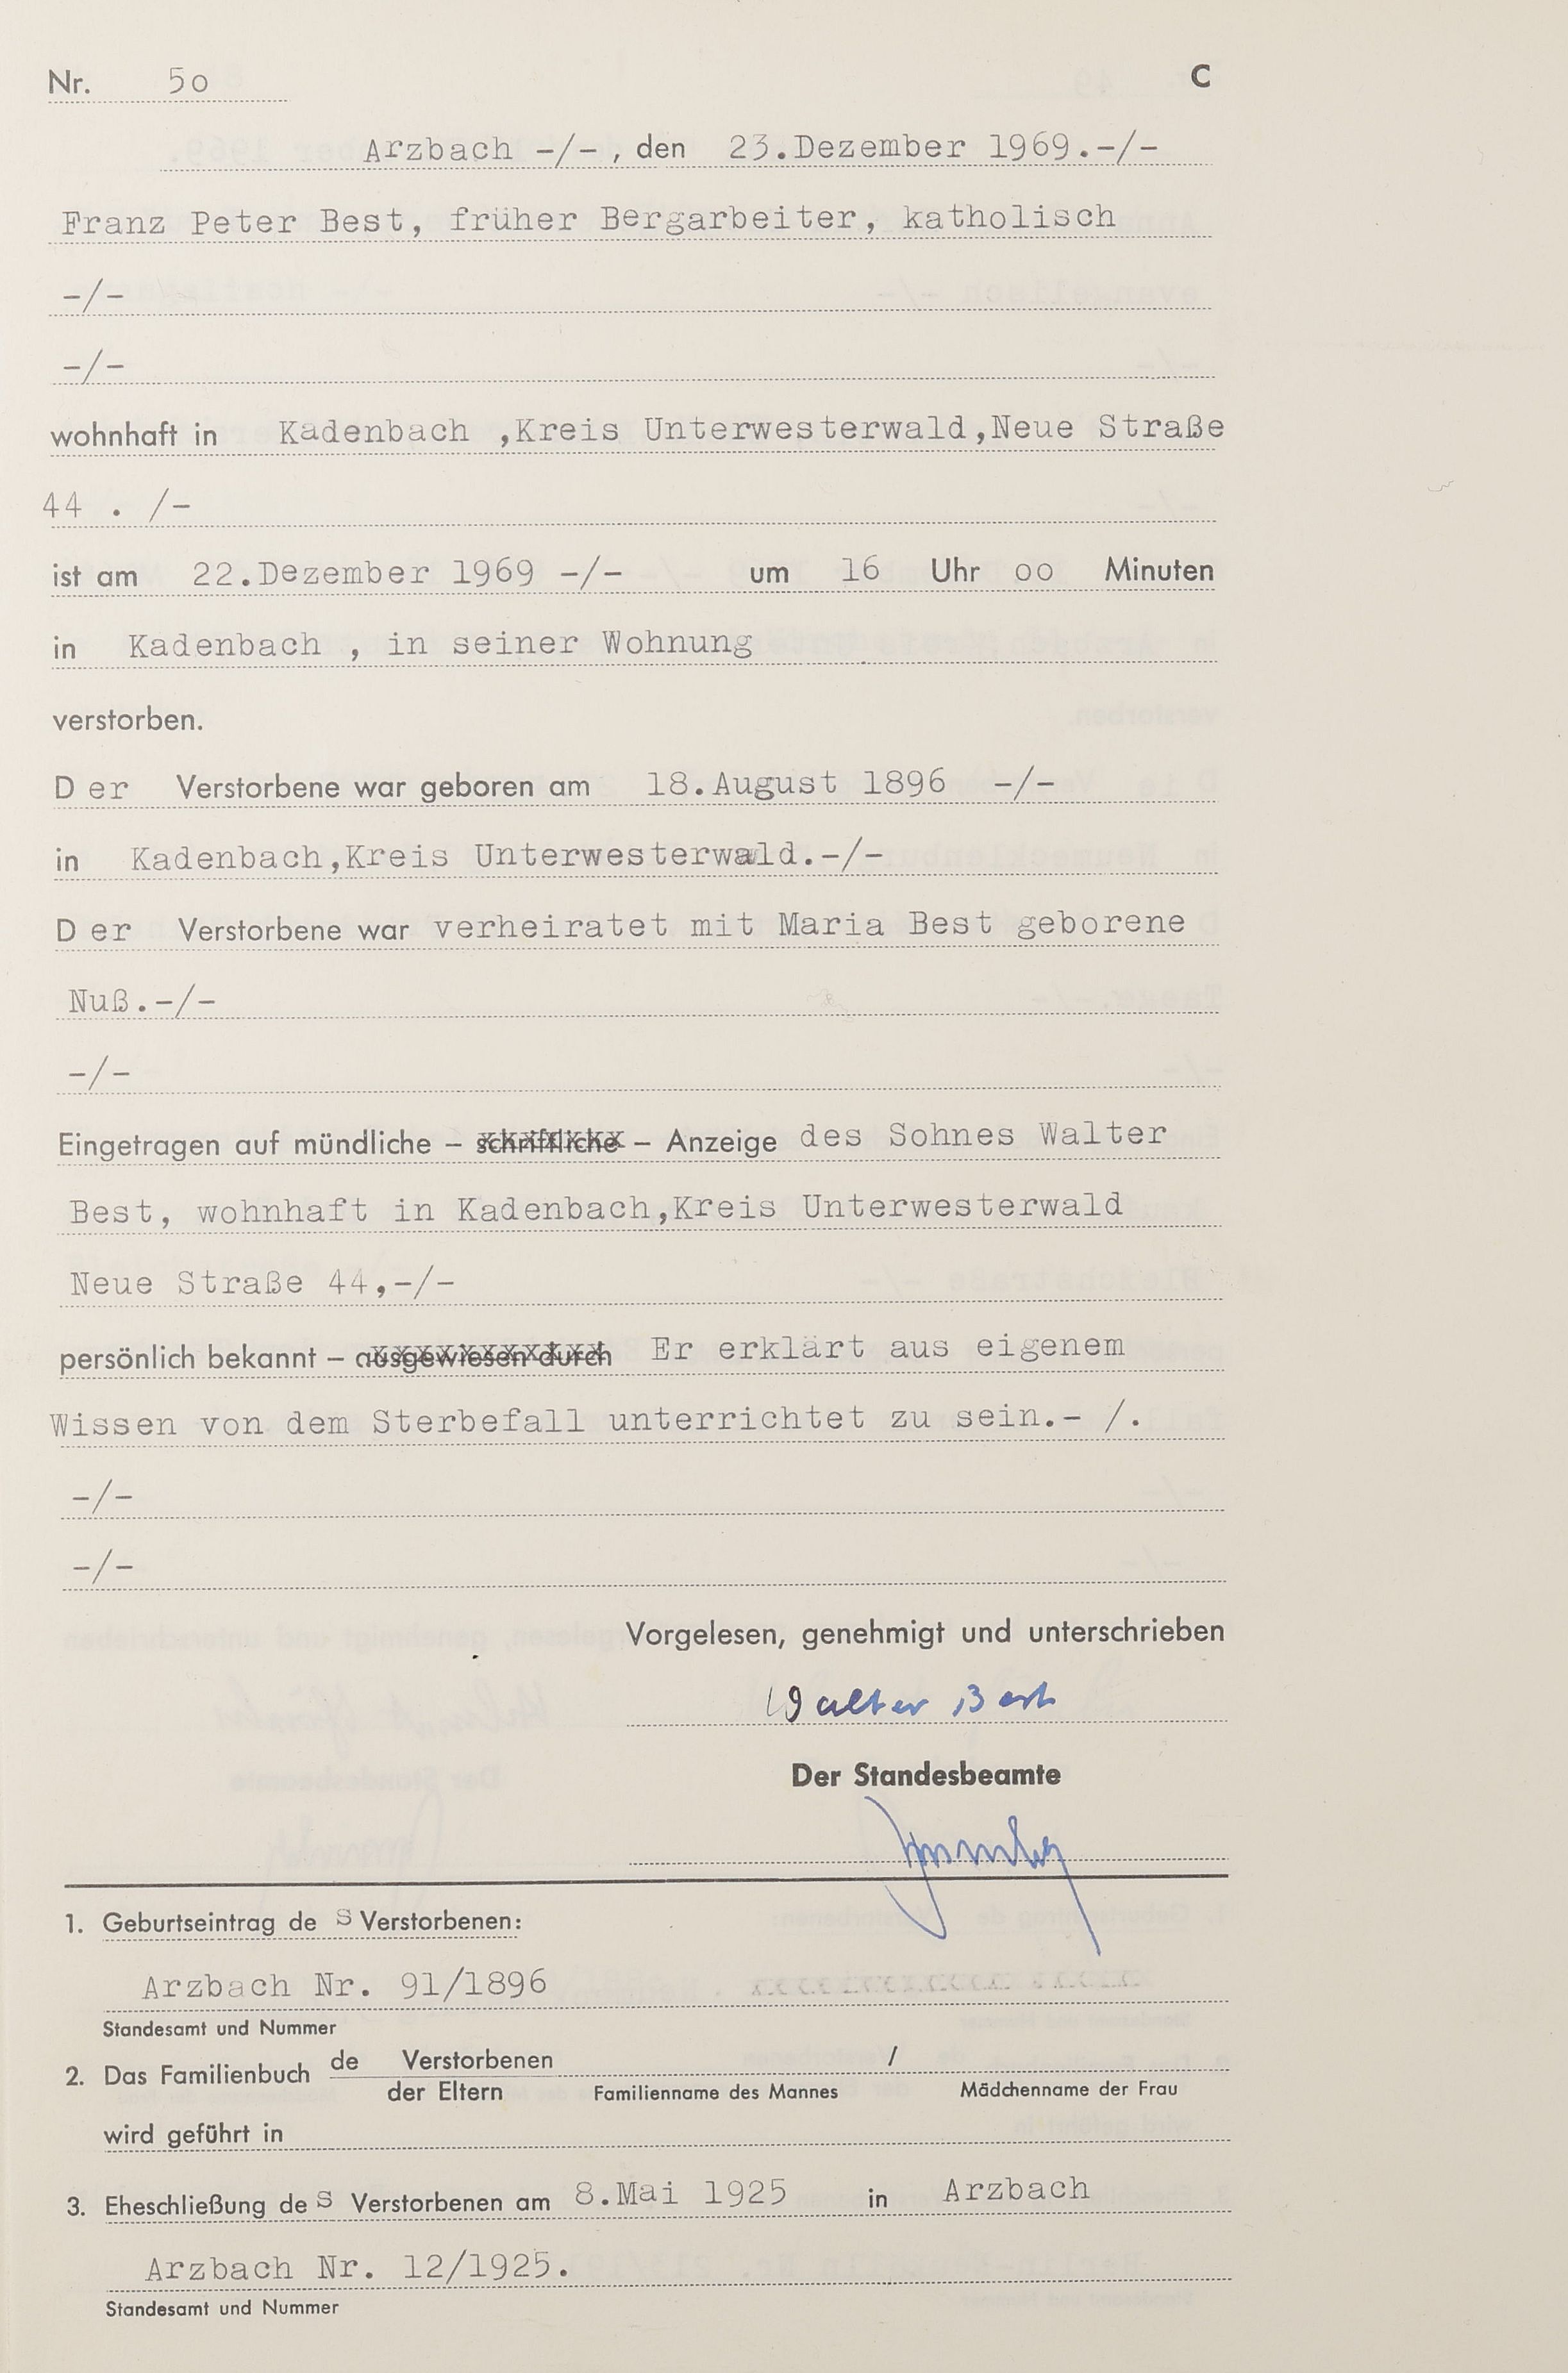 Nr. 5o C
Arzbach -/- , den 23.Dezember 1969.-/-
Franz Peter Best, früher Bergarbeiter, katholisch
-/-
-/-
wohnhaft in Kadenbach ,Kreis Unterwesterwald,Neue Straße
44 . /-
ist am 22.Dezember 1969 -/- um 16 Uhr oo Minuten
in Kadenbach , in seiner Wohnung
verstorben.
D er Verstorbene war geboren am 18.August 1896 -/-
in Kadenbach,Kreis Unterwesterwald.-/-
D er Verstorbene war verheiratet mit Maria Best geborene
Nuß.-/-
-/-
Eingetragen auf mündliche – schriftliche – Anzeige des Sohnes Walter
Best, wohnhaft in Kadenbach,Kreis Unterwesterwald
Neue Straße 44,-/-
persönlich bekannt – ausgewiesen durch Er erklärt aus eigenem
Wissen von dem Sterbefall unterrichtet zu sein.- /.
-/-
-/-
Vorgelesen, genehmigt und unterschrieben
Walter Best
Der Standesbeamte
1. Geburtseintrag de s Verstorbenen:
Arzbach Nr. 91/1896
Standesamt und Nummer
2. Das Familienbuch de Verstorbenen /
der Eltern Familienname des Mannes Mädchenname der Frau
wird geführt in
3. Eheschließung de s Verstorbenen am 8.Mai 1925 in Arzbach
Arzbach Nr. 12/1925.
Standesamt und Nummer